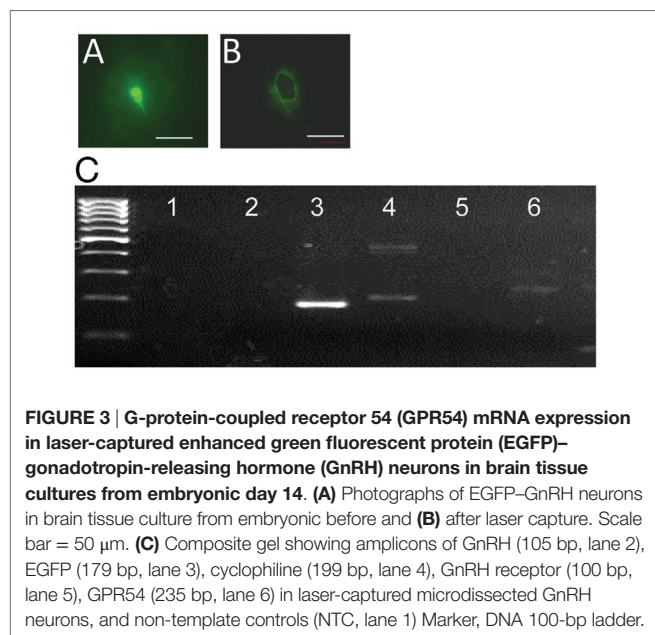 A
B
C
1 2 3 4 5 6
FIGURE 3 | G-protein-coupled receptor 54 (GPR54) mRNA expression
in laser-captured enhanced green fluorescent protein (EGFP)–
gonadotropin-releasing hormone (GnRH) neurons in brain tissue
cultures from embryonic day 14. (A) Photographs of EGFP–GnRH neurons
in brain tissue culture from embryonic before and (B) after laser capture. Scale
bar = 50 μm. (C) Composite gel showing amplicons of GnRH (105 bp, lane 2),
EGFP (179 bp, lane 3), cyclophiline (199 bp, lane 4), GnRH receptor (100 bp,
lane 5), GPR54 (235 bp, lane 6) in laser-captured microdissected GnRH
neurons, and non-template controls (NTC, lane 1) Marker, DNA 100-bp ladder.